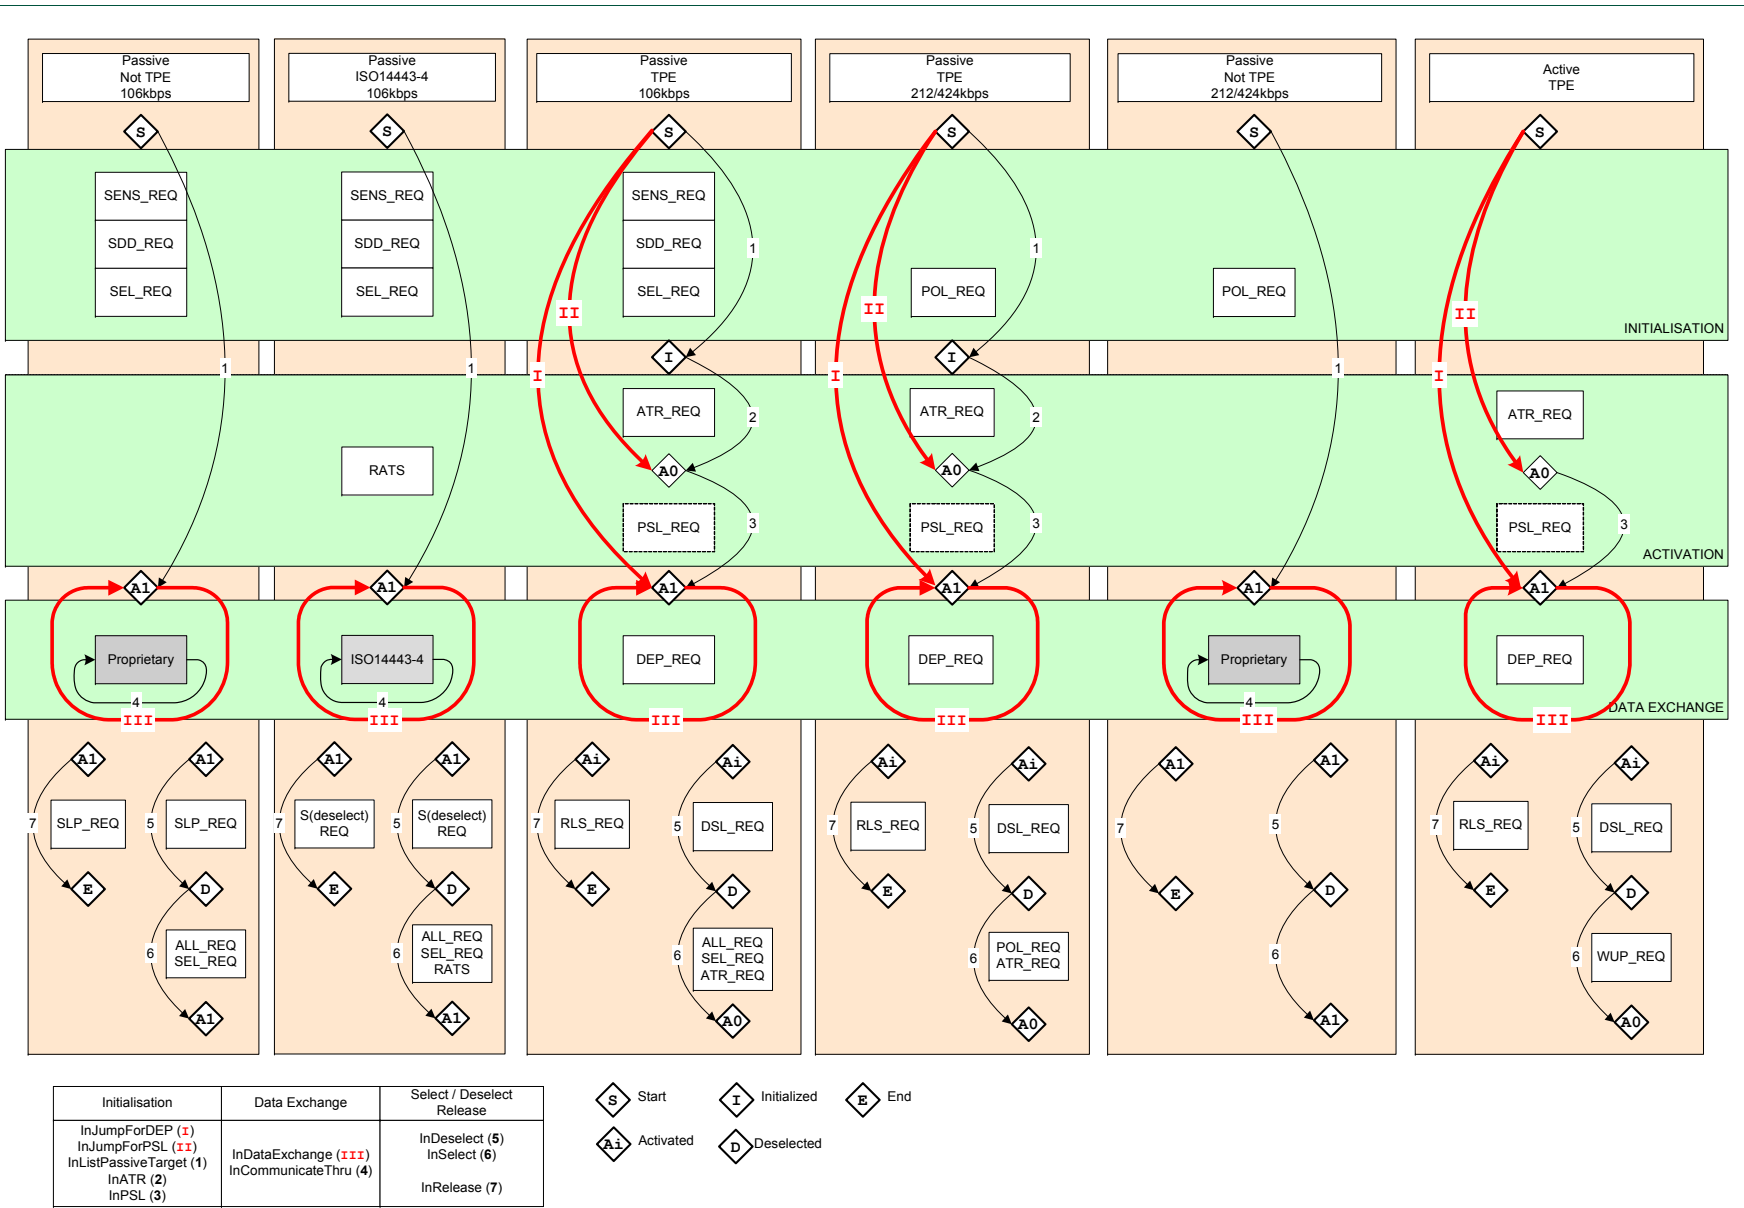 Passive
Not TPE
106kbps
Passive
ISO14443-4
106kbps
Passive
TPE
106kbps
Passive
TPE
212/424kbps
Passive
Not TPE
212/424kbps
Active
TPE
S
S
S
S
S
S
SENS_REQ
SENS_REQ
SENS_REQ
SDD_REQ
SDD_REQ
SDD_REQ
1
1
SEL_REQ
SEL_REQ
SEL_REQ
POL_REQ
POL_REQ
II
II
II
INITIALISATION
I
I
1
1
I
I
1
I
ATR_REQ
ATR_REQ
ATR_REQ
2
2
RATS
A0
A0
A0
PSL_REQ
3
PSL_REQ
3
PSL_REQ
3
ACTIVATION
A1
A1
A1
A1
A1
A1
Proprietary
ISO14443-4
DEP_REQ
DEP_REQ
Proprietary
DEP_REQ
4
4
4
III
III
III
III
III
III
DATA EXCHANGE
A1
A1
A1
A1
Ai
Ai
Ai
Ai
A1
A1
Ai
Ai
7
SLP_REQ
5
SLP_REQ
7
S(deselect)
REQ
5
S(deselect)
REQ
7
RLS_REQ
5
DSL_REQ
7
RLS_REQ
5
DSL_REQ
7
5
7
RLS_REQ
5
DSL_REQ
E
D
E
D
E
D
E
D
E
D
E
D
6
ALL_REQ
SEL_REQ
6
ALL_REQ
SEL_REQ
RATS
6
ALL_REQ
SEL_REQ
ATR_REQ
6
POL_REQ
ATR_REQ
6
6
WUP_REQ
A1
A1
A0
A0
A1
A0
Initialisation
Data Exchange
Select / Deselect
Release
InJumpForDEP (I)
InJumpForPSL (II)
InListPassiveTarget (1)
InATR (2)
InPSL (3)
InDataExchange (III)
InCommunicateThru (4)
InDeselect (5)
InSelect (6)
InRelease (7)
S Start
I Initialized
E End
Ai Activated
D Deselected